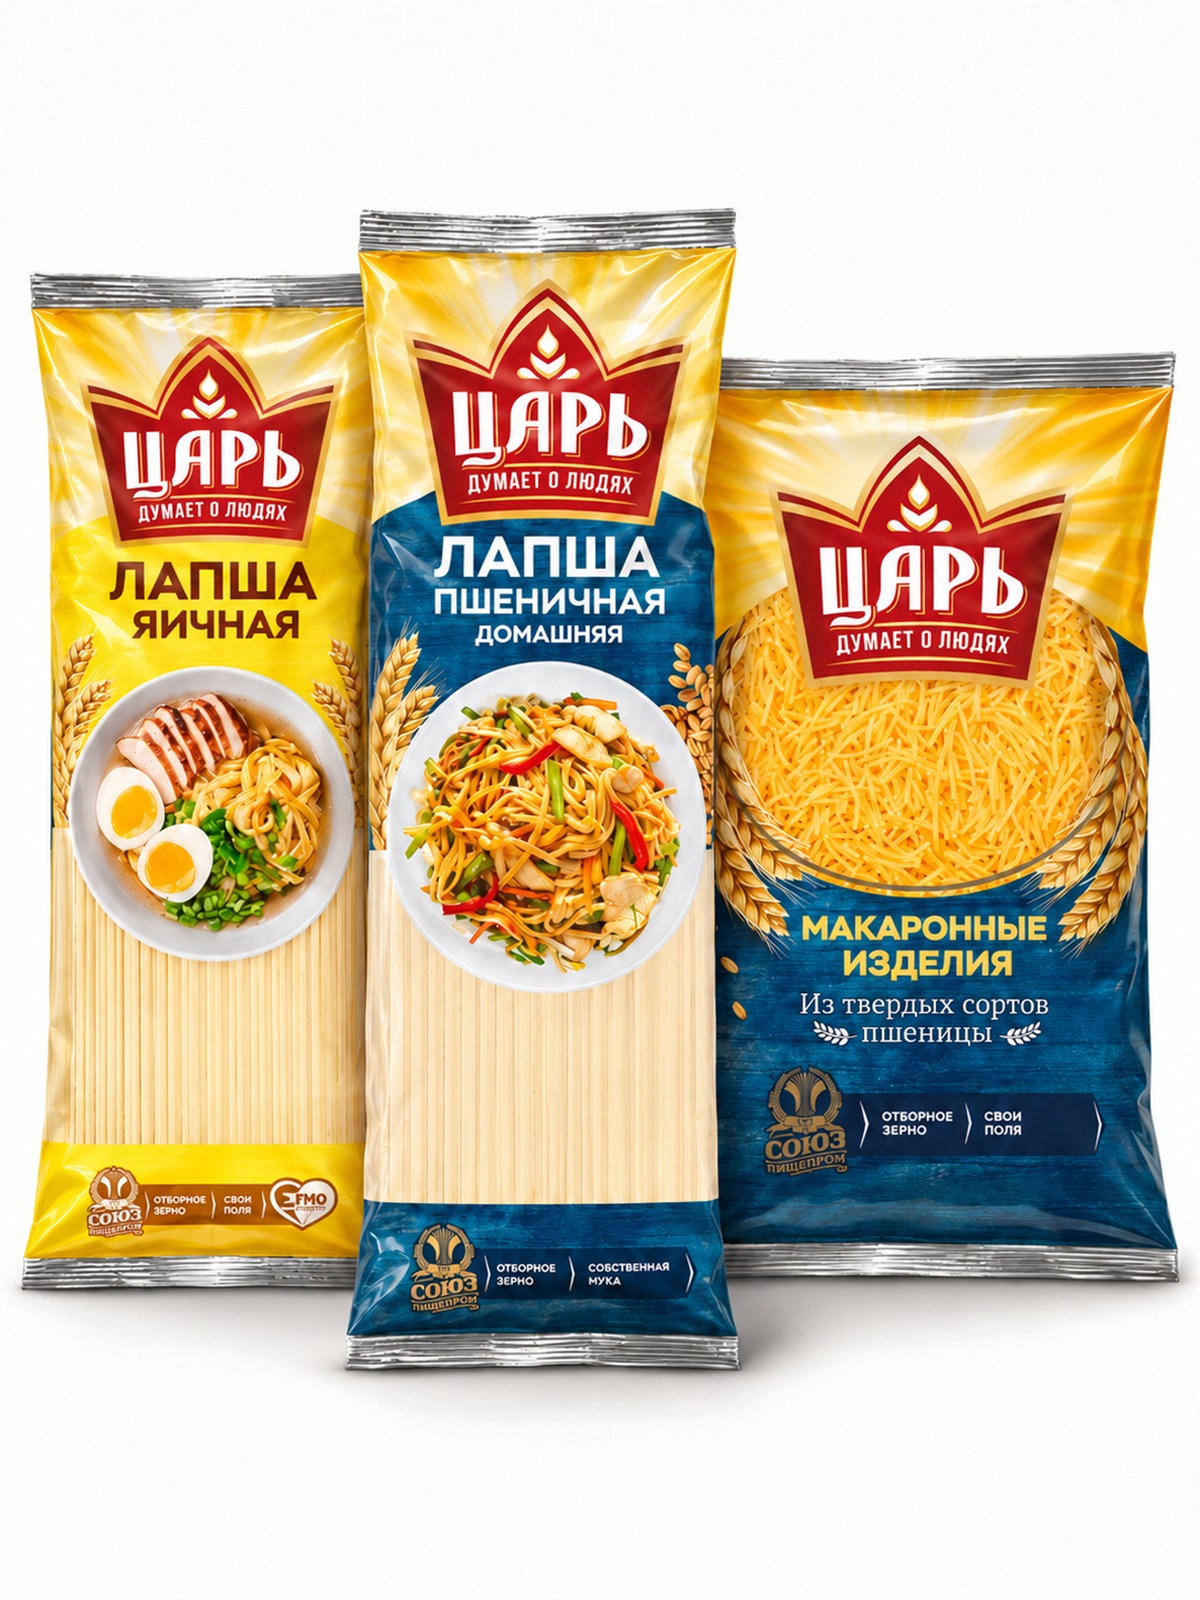 ЦАРЬ
ДУМАЕТ О ЛЮДЯХ
ЛАПША
ЯИЧНАЯ
СОЮЗ
ПИЩЕПРОМ
ОТБОРНОЕ
ЗЕРНО
СВОИ
ПОЛЯ
FMO
ЦАРЬ
ДУМАЕТ О ЛЮДЯХ
ЛАПША
ПШЕНИЧНАЯ
ДОМАШНЯЯ
СОЮЗ
ПИЩЕПРОМ
ОТБОРНОЕ
ЗЕРНО
СОБСТВЕННАЯ
МУКА
ЦАРЬ
ДУМАЕТ О ЛЮДЯХ
МАКАРОННЫЕ
ИЗДЕЛИЯ
Из твердых сортов
пшеницы
СОЮЗ
ПИЩЕПРОМ
ОТБОРНОЕ
ЗЕРНО
СВОИ
ПОЛЯ